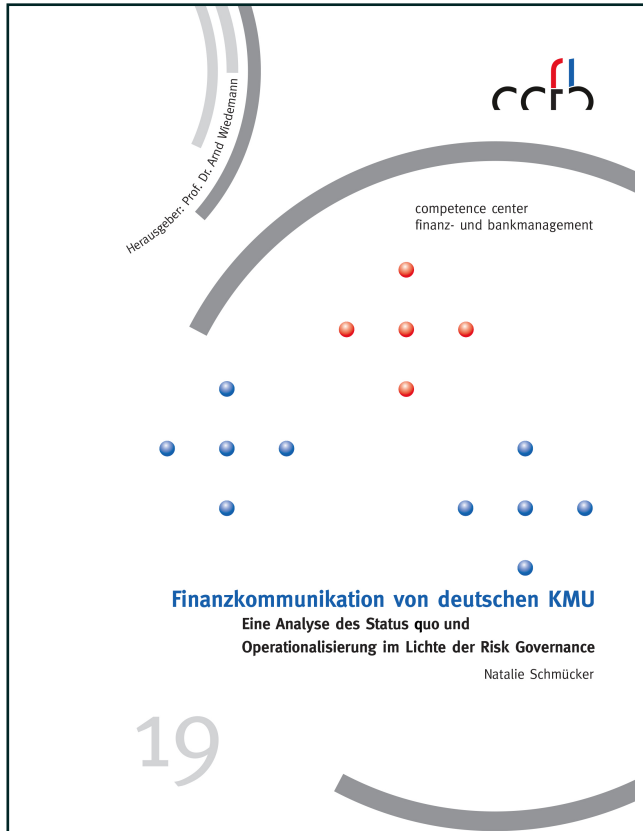 ccfb
Herausgeber: Prof. Dr. Arnd Wiedemann
competence center
finanz- und bankmanagement
Finanzkommunikation von deutschen KMU
Eine Analyse des Status quo und
Operationalisierung im Lichte der Risk Governance
Natalie Schmücker
19